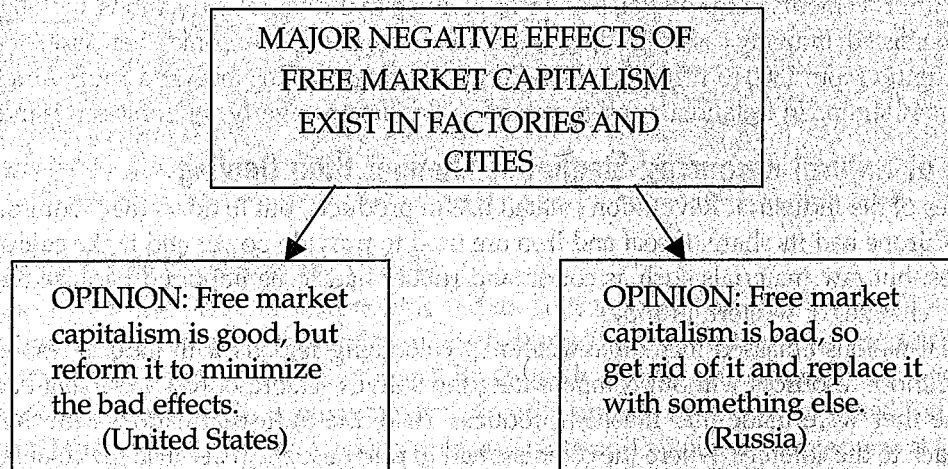 MAJOR NEGATIVE EFFECTS OF
FREE MARKET CAPITALISM
EXIST IN FACTORIES AND
CITIES
OPINION: Free market
capitalism is good, but
reform it to minimize
the bad effects.
(United States)
OPINION: Free market
capitalism is bad, so
get rid of it and replace it
with something else.
(Russia)